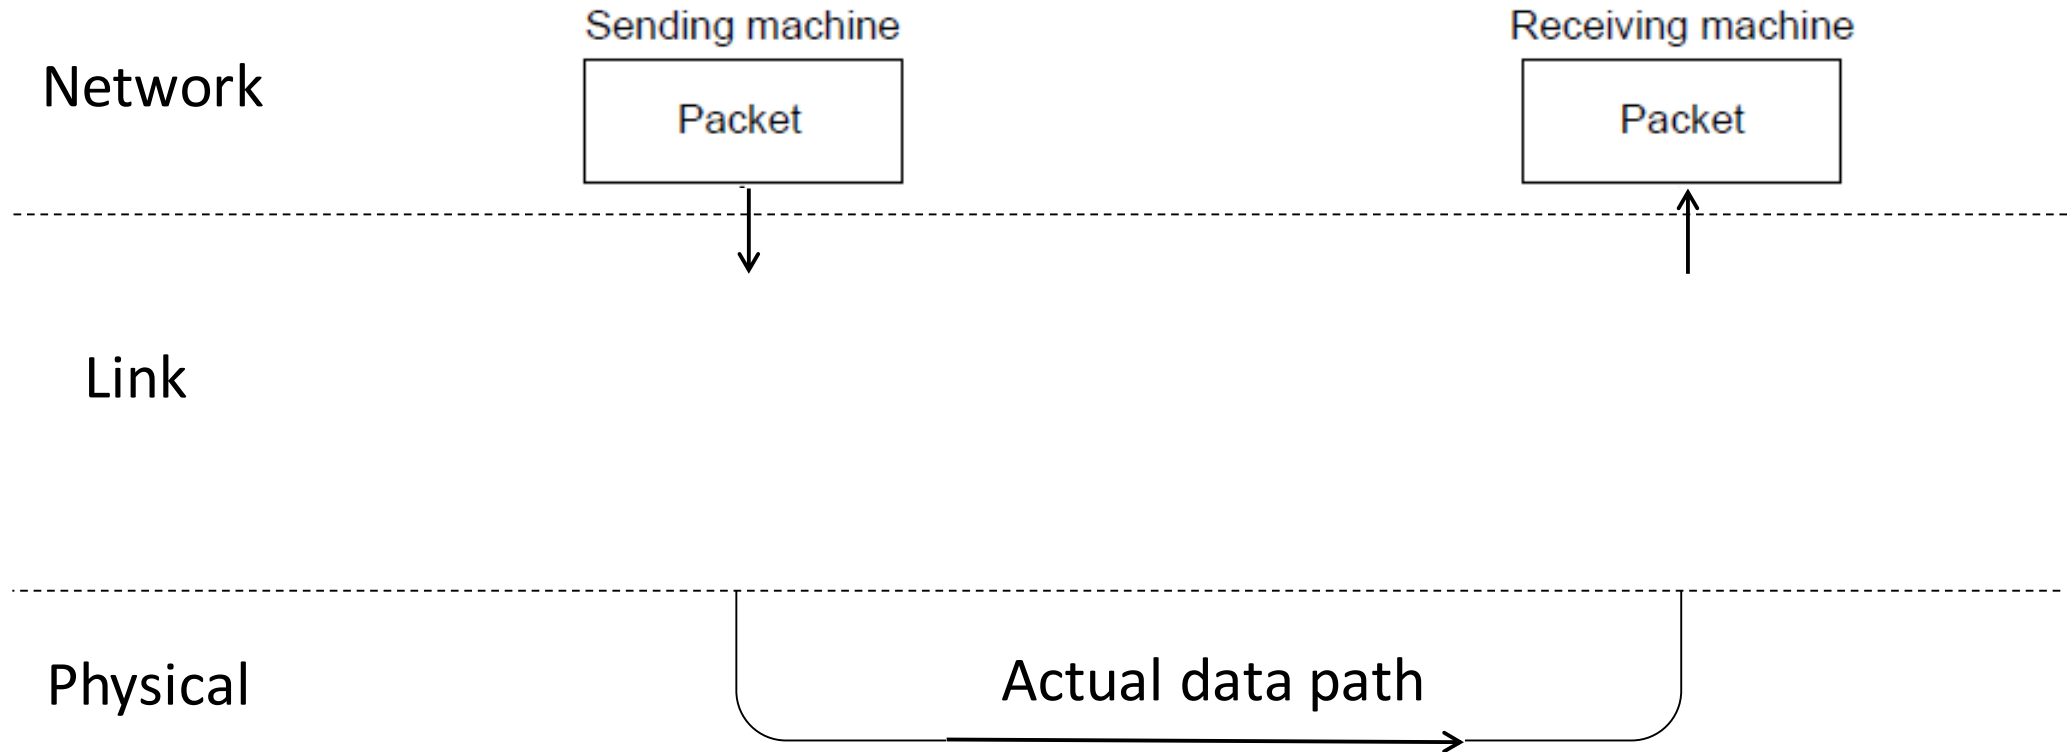 Sending machine
Receiving machine
Network
Packet
Packet
Link
Physical
Actual data path